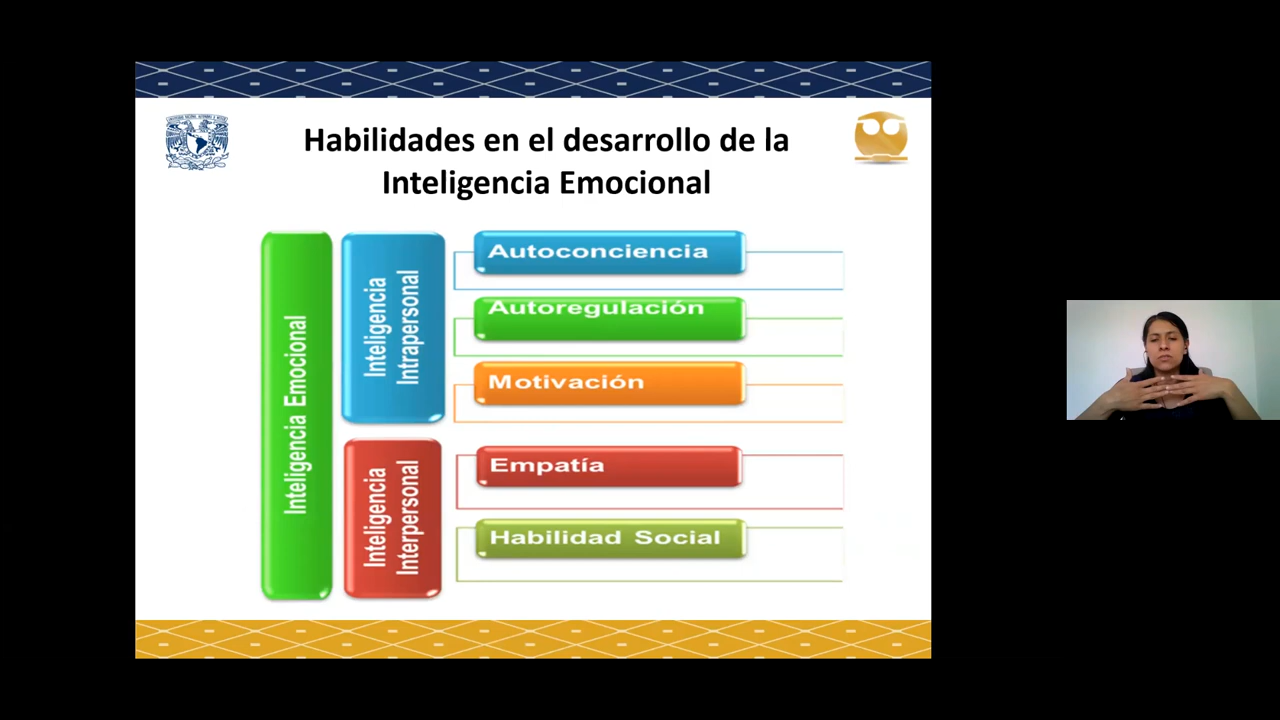 Habilidades en el desarrollo de la
Inteligencia Emocional
Inteligencia Emocional
Inteligencia
Intrapersonal
Autoconciencia
Autoregulación
Motivación
Inteligencia
Interpersonal
Empatía
Habilidad Social